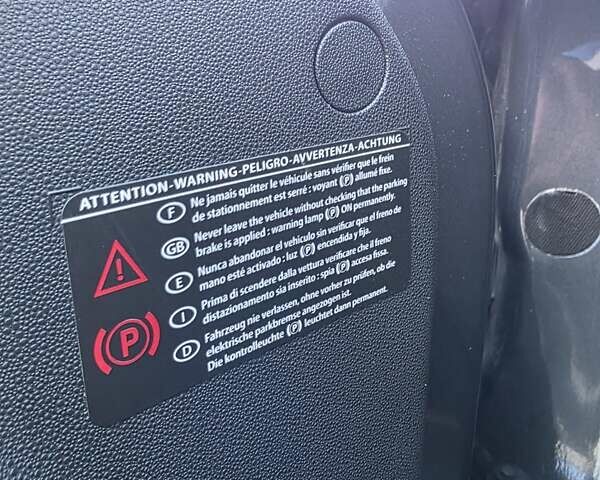 ATTENTION-WARNING-PELIGRO-AVVERTENZA-ACHTUNG
F Ne jamais quitter le véhicule sans vérifier que le frein
de stationnement est serré : voyant (P) allumé fixe.
GB Never leave the vehicle without checking that the parking
brake is applied : warning lamp (P) ON permanently.
E Nunca abandonar el vehiculo sin verificar que el freno de
mano esté activado : luz (P) encendida y fija.
I Prima di scendere dalla vettura verificare che il freno
distazionamento sia inserito : spia (P) accesa fissa.
D Fahrzeug nie verlassen, ohne vorher zu prüfen, ob die
elektrische parkbremse angezogen ist.
Die kontrolleuchte (P) leuchtet dann permanent.
!
(P)